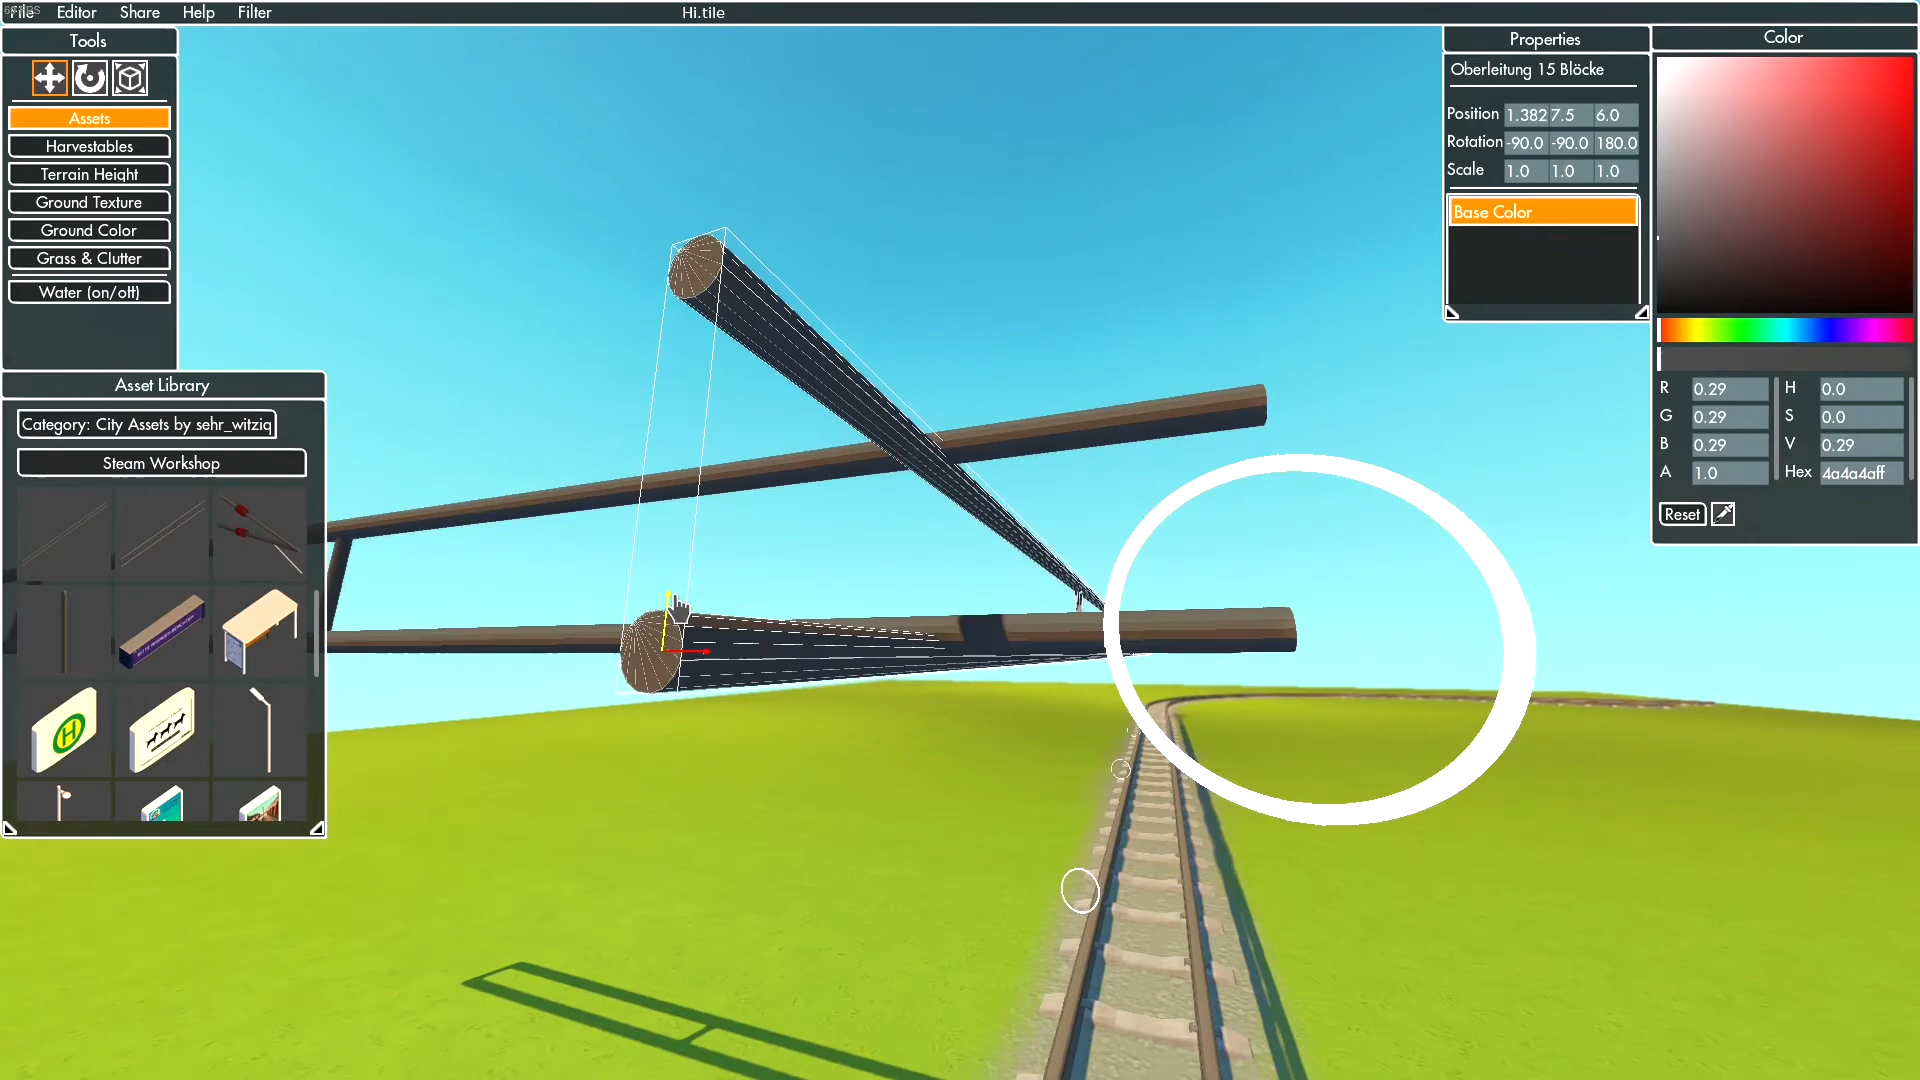 File Editor Share Help Filter
Hi.tile
Tools
Assets
Harvestables
Terrain Height
Ground Texture
Ground Color
Grass & Clutter
Water (on/off)
Asset Library
Category: City Assets by sehr_witzig
Steam Workshop
H
Properties
Oberleitung 15 Blöcke
Position 1.382 7.5 6.0
Rotation -90.0 -90.0 180.0
Scale 1.0 1.0 1.0
Base Color
Color
R 0.29 H 0.0
G 0.29 S 0.0
B 0.29 V 0.29
A 1.0 Hex 4a4a4aff
Reset